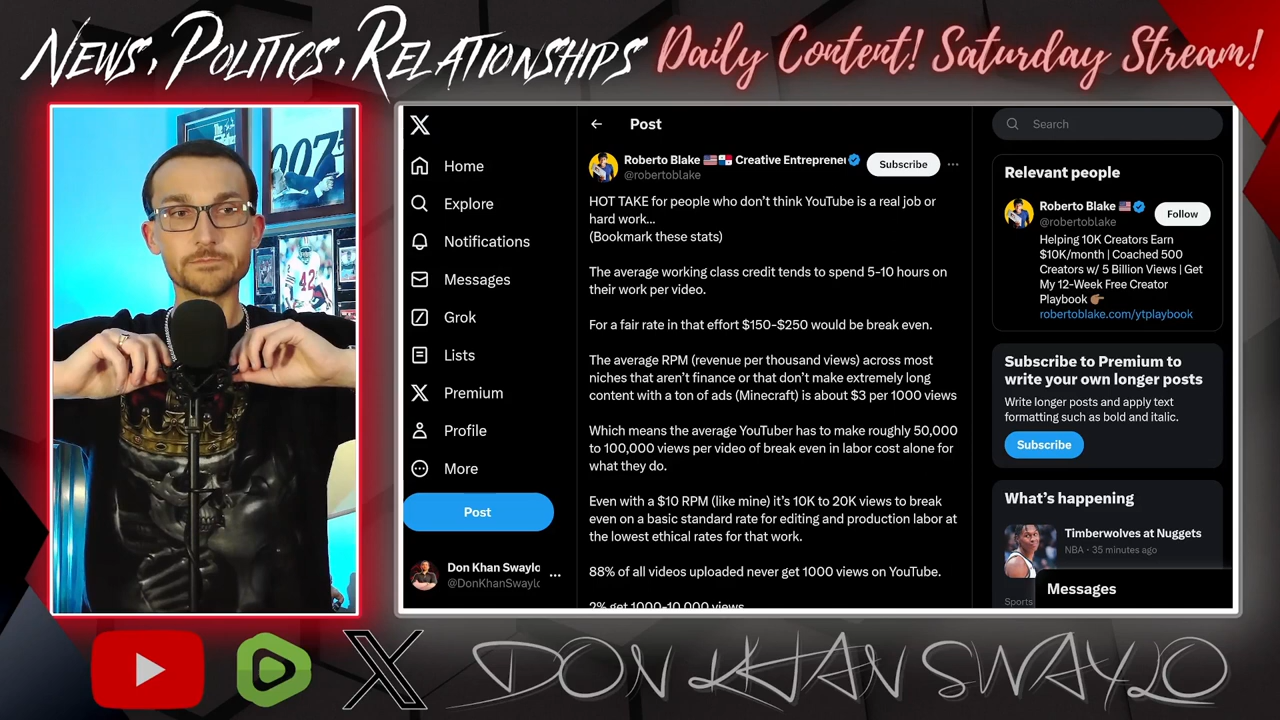 News, Politics, Relationships
Daily Content! Saturday Stream!
The
007
42
X
Home
Explore
Notifications
Messages
Grok
Lists
Premium
Profile
More
Post
Don Khan Swaylo
@DonKhanSwaylo
Post
Roberto Blake 🇺🇸🇵🇦 Creative Entrepreneu
Subscribe
@robertoblake
HOT TAKE for people who don't think YouTube is a real job or
hard work...
(Bookmark these stats)
The average working class credit tends to spend 5-10 hours on
their work per video.
For a fair rate in that effort $150-$250 would be break even.
The average RPM (revenue per thousand views) across most
niches that aren't finance or that don't make extremely long
content with a ton of ads (Minecraft) is about $3 per 1000 views
Which means the average YouTuber has to make roughly 50,000
to 100,000 views per video of break even in labor cost alone for
what they do.
Even with a $10 RPM (like mine) it's 10K to 20K views to break
even on a basic standard rate for editing and production labor at
the lowest ethical rates for that work.
88% of all videos uploaded never get 1000 views on YouTube.
2% get 1000-10,000 views
Search
Relevant people
Roberto Blake 🇺🇸
@robertoblake
Follow
Helping 10K Creators Earn
$10K/month | Coached 500
Creators w/ 5 Billion Views | Get
My 12-Week Free Creator
Playbook 👉🏽
robertoblake.com/ytplaybook
Subscribe to Premium to
write your own longer posts
Write longer posts and apply text
formatting such as bold and italic.
Subscribe
What's happening
Timberwolves at Nuggets
NBA · 35 minutes ago
Sports
Messages
X
DON KHAN SWAYLO